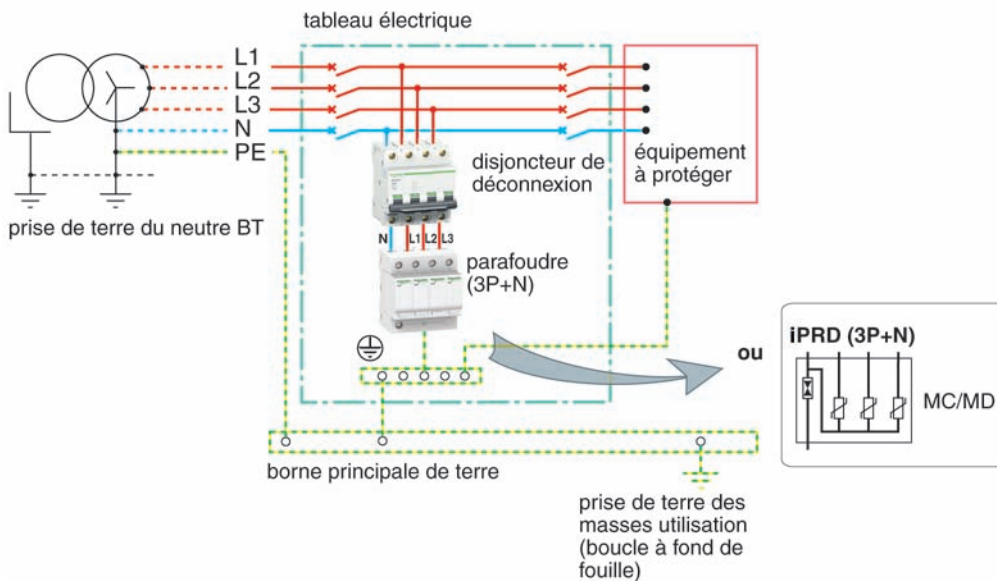 tableau électrique
L1
L2
L3
N
PE
prise de terre du neutre BT
disjoncteur de
déconnexion
équipement
à protéger
N L1 L2 L3
parafoudre
(3P+N)
ou
iPRD (3P+N)
MC/MD
borne principale de terre
prise de terre des
masses utilisation
(boucle à fond de
fouille)